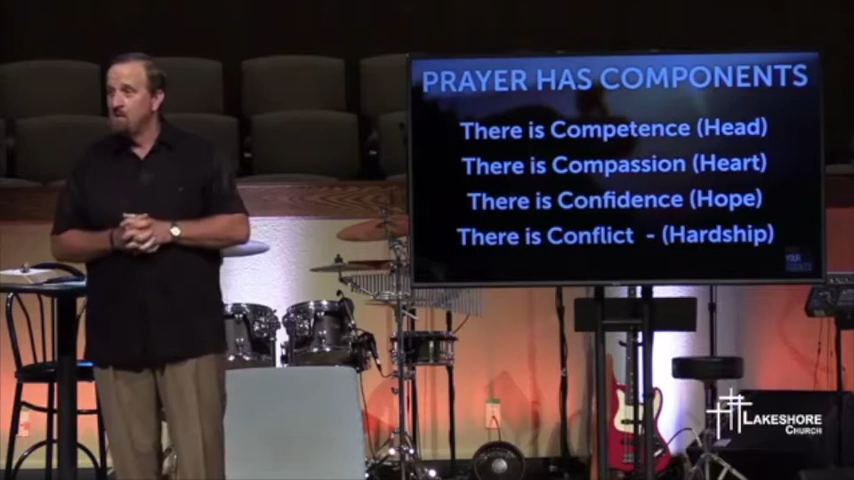 PRAYER HAS COMPONENTS
There is Competence (Head)
There is Compassion (Heart)
There is Confidence (Hope)
There is Conflict - (Hardship)
YOUR
LAKESHORE
CHURCH